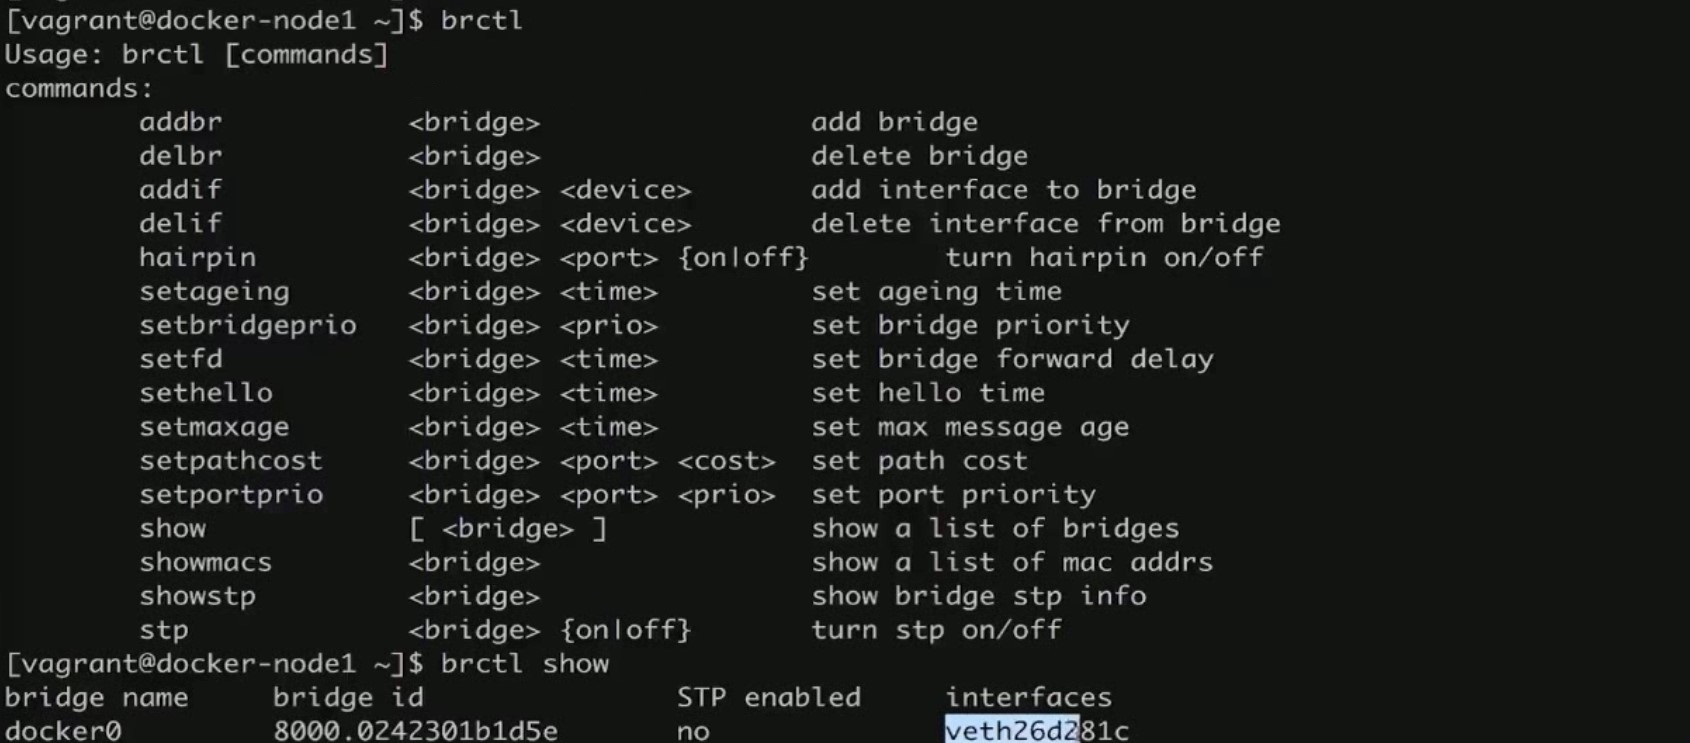 [vagrant@docker-node1 ~]$ brctl
Usage: brctl [commands]
commands:
        addbr           <bridge>                add bridge
        delbr           <bridge>                delete bridge
        addif           <bridge> <device>       add interface to bridge
        delif           <bridge> <device>       delete interface from bridge
        hairpin         <bridge> <port> {on|off}        turn hairpin on/off
        setageing       <bridge> <time>         set ageing time
        setbridgeprio   <bridge> <prio>         set bridge priority
        setfd           <bridge> <time>         set bridge forward delay
        sethello        <bridge> <time>         set hello time
        setmaxage       <bridge> <time>         set max message age
        setpathcost     <bridge> <port> <cost>  set path cost
        setportprio     <bridge> <port> <prio>  set port priority
        show            [ <bridge> ]            show a list of bridges
        showmacs        <bridge>                show a list of mac addrs
        showstp         <bridge>                show bridge stp info
        stp             <bridge> {on|off}       turn stp on/off
[vagrant@docker-node1 ~]$ brctl show
bridge name     bridge id               STP enabled     interfaces
docker0         8000.0242301b1d5e       no              veth26d281c